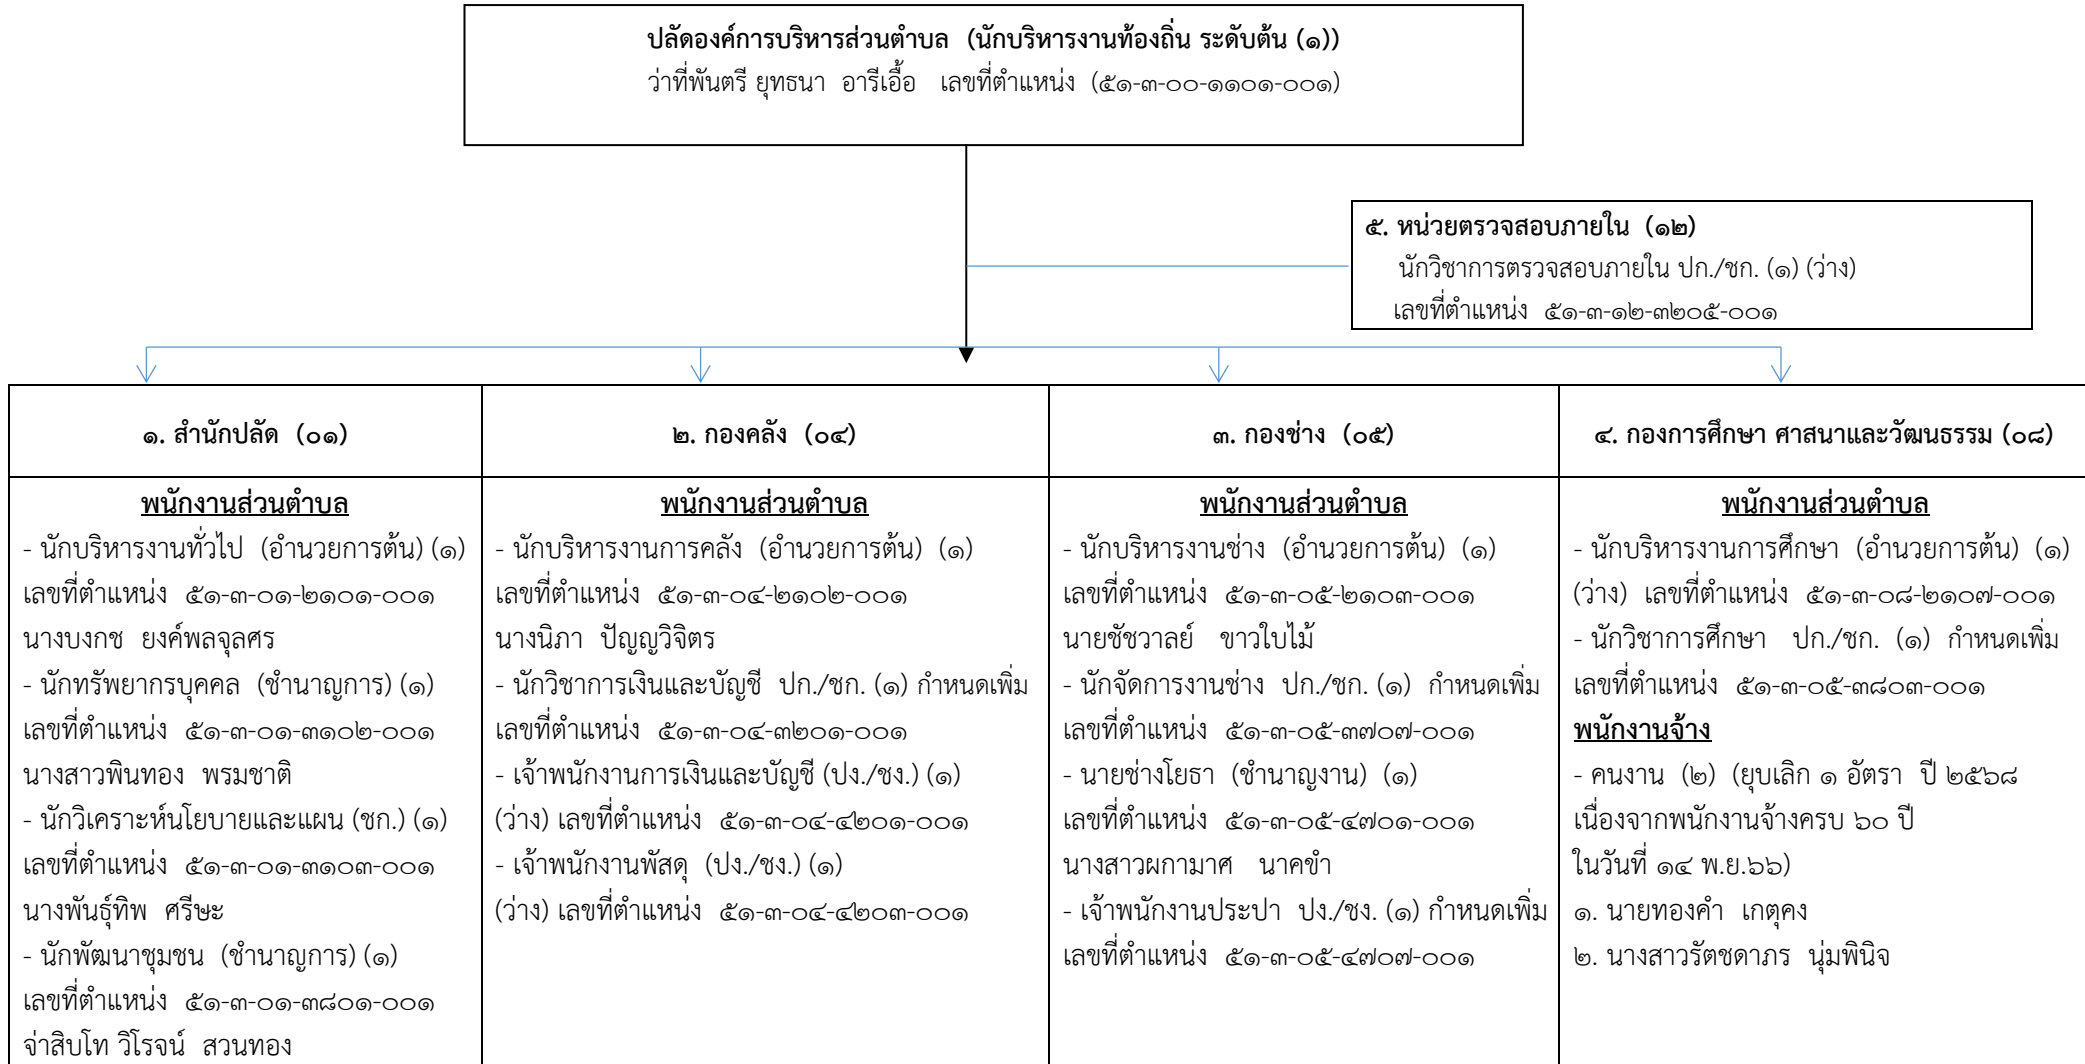 ปลัดองค์การบริหารส่วนตำบล (นักบริหารงานท้องถิ่น ระดับต้น (๑))
ว่าที่พันตรี ยุทธนา อารีเอื้อ เลขที่ตำแหน่ง (๕๑-๓-๐๐-๑๑๐๑-๐๐๑)
๕. หน่วยตรวจสอบภายใน (๑๒)
นักวิชาการตรวจสอบภายใน ปก./ชก. (๑) (ว่าง)
เลขที่ตำแหน่ง ๕๑-๓-๑๒-๓๒๐๕-๐๐๑
๑. สำนักปลัด (๐๑)
พนักงานส่วนตำบล
- นักบริหารงานทั่วไป (อำนวยการต้น) (๑)
เลขที่ตำแหน่ง ๕๑-๓-๐๑-๒๑๐๑-๐๐๑
นางบงกช ยงค์พลจุลศร
- นักทรัพยากรบุคคล (ชำนาญการ) (๑)
เลขที่ตำแหน่ง ๕๑-๓-๐๑-๓๑๐๒-๐๐๑
นางสาวพินทอง พรมชาติ
- นักวิเคราะห์นโยบายและแผน (ชก.) (๑)
เลขที่ตำแหน่ง ๕๑-๓-๐๑-๓๑๐๓-๐๐๑
นางพันธุ์ทิพ ศรีษะ
- นักพัฒนาชุมชน (ชำนาญการ) (๑)
เลขที่ตำแหน่ง ๕๑-๓-๐๑-๓๘๐๑-๐๐๑
จ่าสิบโท วิโรจน์ สวนทอง
๒. กองคลัง (๐๔)
พนักงานส่วนตำบล
- นักบริหารงานการคลัง (อำนวยการต้น) (๑)
เลขที่ตำแหน่ง ๕๑-๓-๐๔-๒๑๐๒-๐๐๑
นางนิภา ปัญญวิจิตร
- นักวิชาการเงินและบัญชี ปก./ชก. (๑) กำหนดเพิ่ม
เลขที่ตำแหน่ง ๕๑-๓-๐๔-๓๒๐๑-๐๐๑
- เจ้าพนักงานการเงินและบัญชี (ปง./ชง.) (๑)
(ว่าง) เลขที่ตำแหน่ง ๕๑-๓-๐๔-๔๒๐๑-๐๐๑
- เจ้าพนักงานพัสดุ (ปง./ชง.) (๑)
(ว่าง) เลขที่ตำแหน่ง ๕๑-๓-๐๔-๔๒๐๓-๐๐๑
๓. กองช่าง (๐๕)
พนักงานส่วนตำบล
- นักบริหารงานช่าง (อำนวยการต้น) (๑)
เลขที่ตำแหน่ง ๕๑-๓-๐๕-๒๑๐๓-๐๐๑
นายชัชวาลย์ ขาวใบไม้
- นักจัดการงานช่าง ปก./ชก. (๑) กำหนดเพิ่ม
เลขที่ตำแหน่ง ๕๑-๓-๐๕-๓๗๐๗-๐๐๑
- นายช่างโยธา (ชำนาญงาน) (๑)
เลขที่ตำแหน่ง ๕๑-๓-๐๕-๔๗๐๑-๐๐๑
นางสาวผกามาศ นาคขำ
- เจ้าพนักงานประปา ปง./ชง. (๑) กำหนดเพิ่ม
เลขที่ตำแหน่ง ๕๑-๓-๐๕-๔๗๐๗-๐๐๑
๔. กองการศึกษา ศาสนาและวัฒนธรรม (๐๘)
พนักงานส่วนตำบล
- นักบริหารงานการศึกษา (อำนวยการต้น) (๑)
(ว่าง) เลขที่ตำแหน่ง ๕๑-๓-๐๘-๒๑๐๗-๐๐๑
- นักวิชาการศึกษา ปก./ชก. (๑) กำหนดเพิ่ม
เลขที่ตำแหน่ง ๕๑-๓-๐๕-๓๘๐๓-๐๐๑
พนักงานจ้าง
- คนงาน (๒) (ยุบเลิก ๑ อัตรา ปี ๒๕๖๘
เนื่องจากพนักงานจ้างครบ ๖๐ ปี
ในวันที่ ๑๔ พ.ย.๖๖)
๑. นายทองคำ เกตุคง
๒. นางสาวรัตชดาภร นุ่มพินิจ